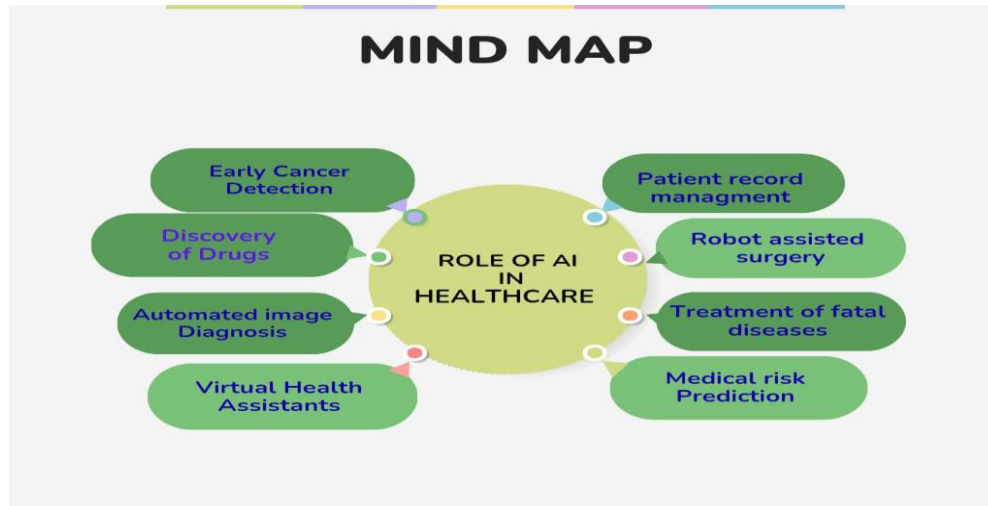 MIND MAP
Early Cancer
Detection
Discovery
of Drugs
Automated image
Diagnosis
Virtual Health
Assistants
ROLE OF AI
IN
HEALTHCARE
Patient record
managment
Robot assisted
surgery
Treatment of fatal
diseases
Medical risk
Prediction